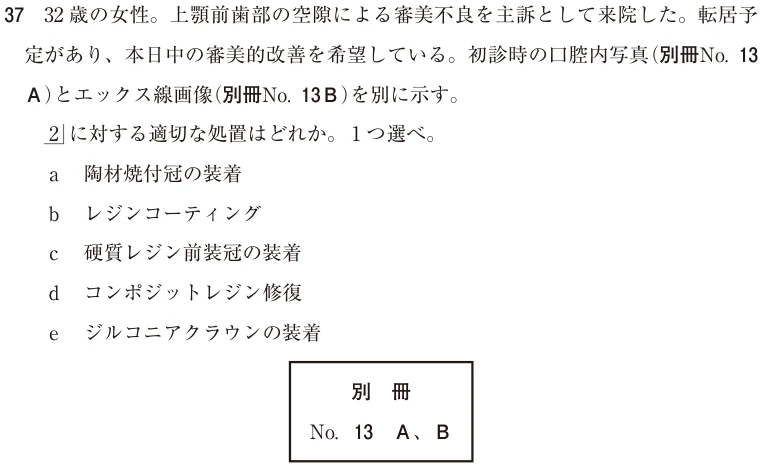 37 32歳の女性。上顎前歯部の空隙による審美不良を主訴として来院した。転居予
定があり、本日中の審美的改善を希望している。初診時の口腔内写真(別冊No. 13
A)とエックス線画像(別冊No. 13 B)を別に示す。
2｣に対する適切な処置はどれか。1つ選べ。
a 陶材焼付冠の装着
b レジンコーティング
c 硬質レジン前装冠の装着
d コンポジットレジン修復
e ジルコニアクラウンの装着
別 冊
No. 13 A、B